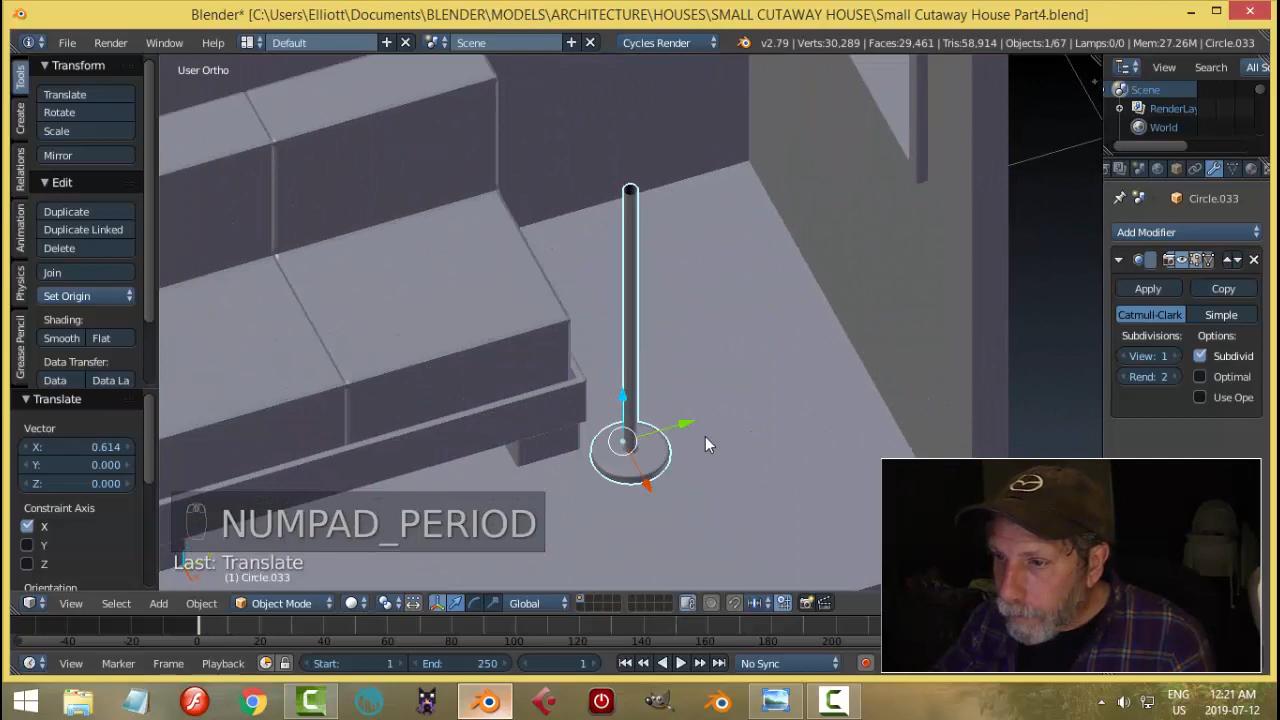 Blender* [C:\Users\Elliott\Documents\BLENDER\MODELS\ARCHITECTURE\HOUSES\SMALL CUTAWAY HOUSE\Small Cutaway House Part4.blend]
File Render Window Help Default Scene Cycles Render v2.79 | Verts:30,289 | Faces:29,461 | Tris:58,914 | Objects:1/67 | Lamps:0/0 | Mem:27.26M | Circle.033
Tools
Create
Relations
Animation
Physics
Grease Pencil
Transform
Translate
Rotate
Scale
Mirror
Edit
Duplicate
Duplicate Linked
Delete
Join
Set Origin
Shading:
Smooth Flat
Data Transfer:
Data Data La
Translate
Vector
X: 0.614
Y: 0.000
Z: 0.000
Constraint Axis
X
Y
Z
Orientation
User Ortho
NUMPAD_PERIOD
Last: Translate
(1) Circle.033
View Search All Sc
Scene
RenderLay
World
Circle.033
Add Modifier
Apply Copy
Catmull-Clark Simple
Subdivisions: Options:
View: 1 Subdivid
Rend: 2 Optimal
Use Ope
View Select Add Object Object Mode Global
-40 -20 0 20 40 60 80 100 120 140 160 180 200
View Marker Frame Playback Start: 1 End: 250 1 No Sync
ENG
US
12:21 AM
2019-07-12